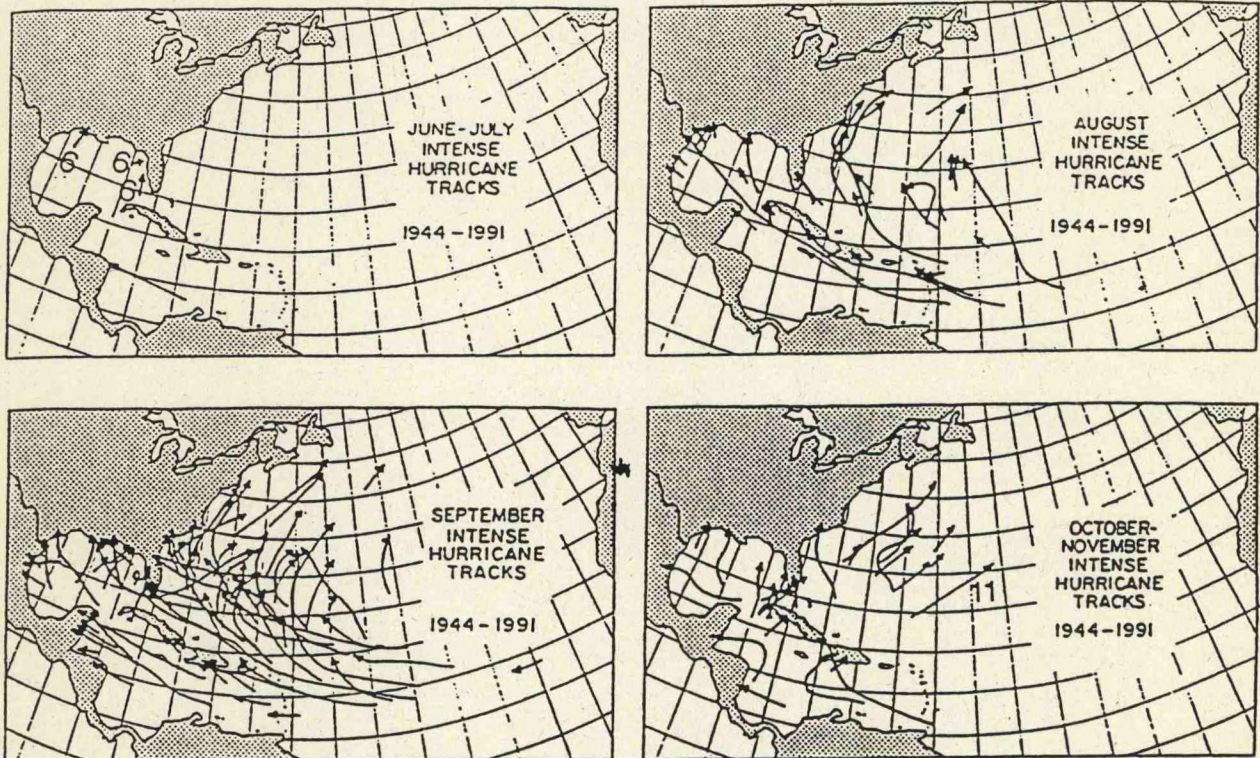 JUNE-JULY
INTENSE
HURRICANE
TRACKS
1944-1991
6
6
6
AUGUST
INTENSE
HURRICANE
TRACKS
1944-1991
SEPTEMBER
INTENSE
HURRICANE
TRACKS
1944-1991
OCTOBER-
NOVEMBER
INTENSE
HURRICANE
TRACKS
1944-1991
11